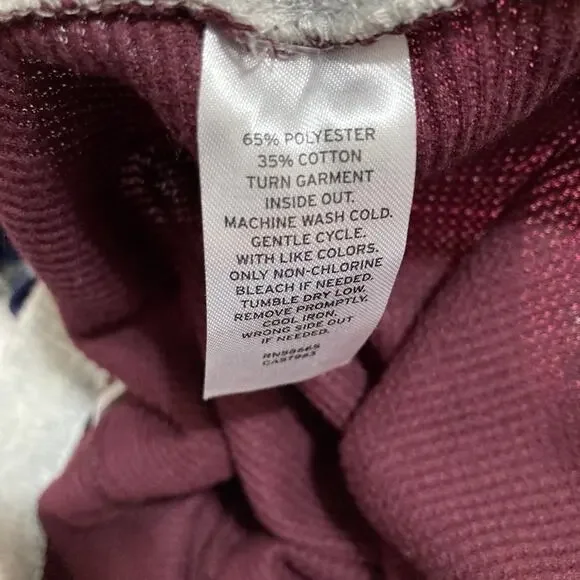 65% POLYESTER
35% COTTON
TURN GARMENT
INSIDE OUT.
MACHINE WASH COLD.
GENTLE CYCLE.
WITH LIKE COLORS.
ONLY NON-CHLORINE
BLEACH IF NEEDED.
TUMBLE DRY LOW.
REMOVE PROMPTLY.
COOL IRON.
WRONG SIDE OUT
IF NEEDED.
CA57963